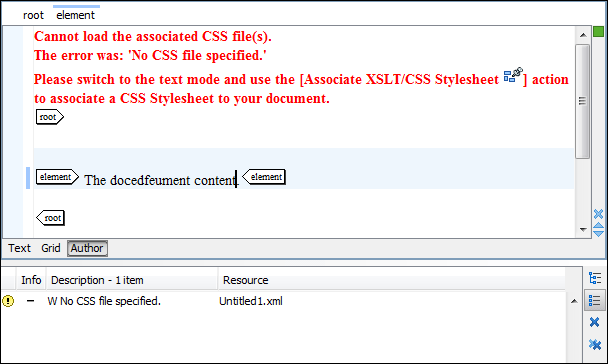 root element
Cannot load the associated CSS file(s).
The error was: 'No CSS file specified.'
Please switch to the text mode and use the [Associate XSLT/CSS Stylesheet ] action
to associate a CSS Stylesheet to your document.
root
element The docedfeument content. element
root
Text Grid Author
Info Description - 1 item Resource
W No CSS file specified. Untitled1.xml